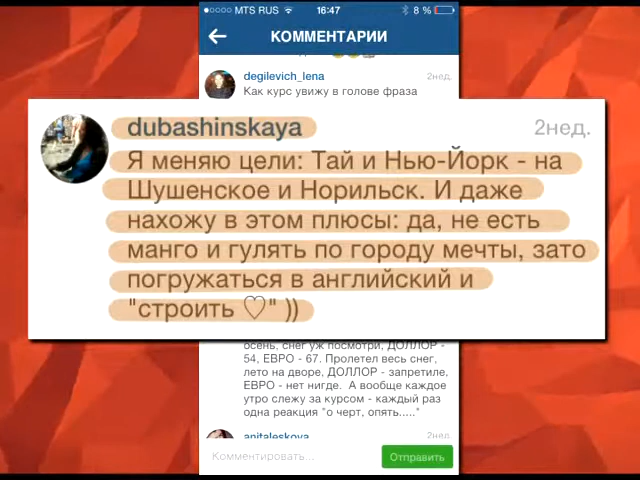 MTS RUS 16:47 8 %
КОММЕНТАРИИ
degilevich_lena 2нед.
Как курс увижу в голове фраза
dubashinskaya 2нед.
Я меняю цели: Тай и Нью-Йорк - на
Шушенское и Норильск. И даже
нахожу в этом плюсы: да, не есть
манго и гулять по городу мечты, зато
погружаться в английский и
"строить ♡" ))
осень, снег уж посмотри, ДОЛЛОР -
54, ЕВРО - 67. Пролетел весь снег,
лето на дворе, ДОЛЛОР - запретиле,
ЕВРО - нет нигде. А вообще каждое
утро слежу за курсом - каждый раз
одна реакция "о черт, опять....."
anitaleskova 2нед.
Комментировать... Отправить